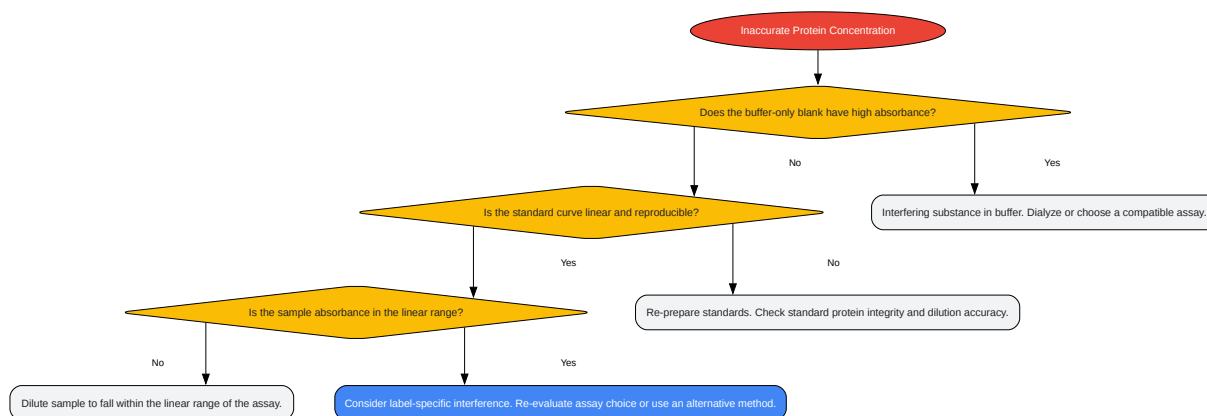 Inaccurate Protein Concentration
Does the buffer-only blank have high absorbance?
No
Yes
Is the standard curve linear and reproducible?
Interfering substance in buffer. Dialyze or choose a compatible assay.
Yes
No
Is the sample absorbance in the linear range?
Re-prepare standards. Check standard protein integrity and dilution accuracy.
No
Yes
Dilute sample to fall within the linear range of the assay.
Consider label-specific interference. Re-evaluate assay choice or use an alternative method.